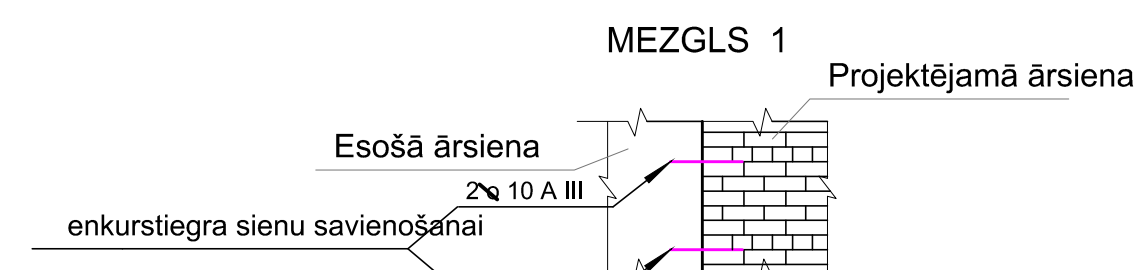 MEZGLS 1
Projektējamā ārsiena
Esošā ārsiena
2⌀ 10 A III
enkurstiegra sienu savienošanai